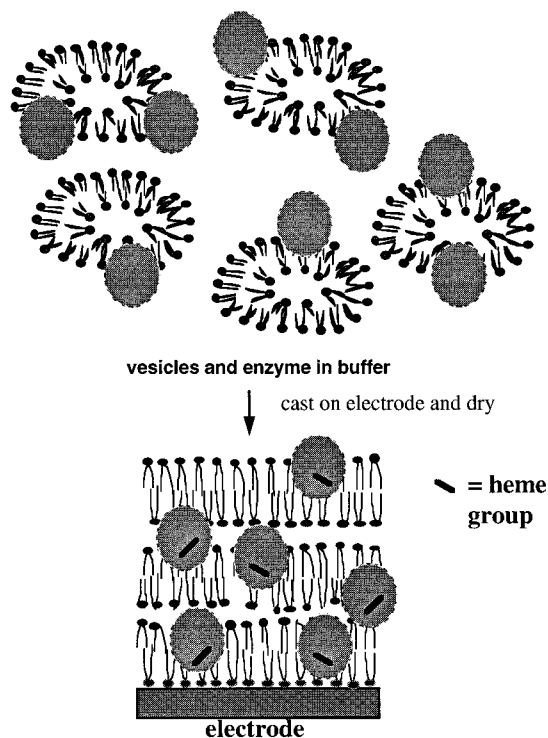 vesicles and enzyme in buffer
cast on electrode and dry
= heme
group
electrode